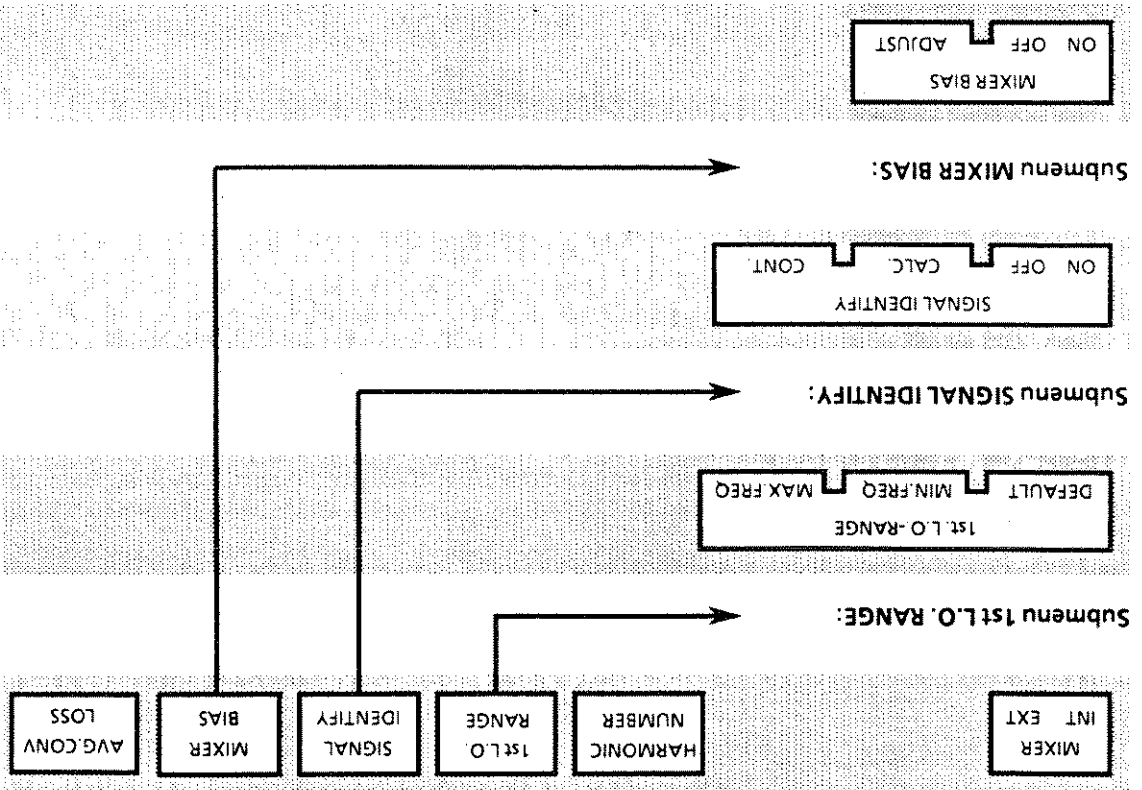 MIXER
INT EXT
HARMONIC
NUMBER
1st L.O.
RANGE
SIGNAL
IDENTIFY
MIXER
BIAS
AVG.CONV
LOSS
Submenu 1st L.O. RANGE:
1st. L.O -RANGE
DEFAULT MIN.FREQ MAX.FREQ
Submenu SIGNAL IDENTIFY:
SIGNAL IDENTIFY
ON OFF CALC. CONT.
Submenu MIXER BIAS:
MIXER BIAS
ON OFF ADJUST